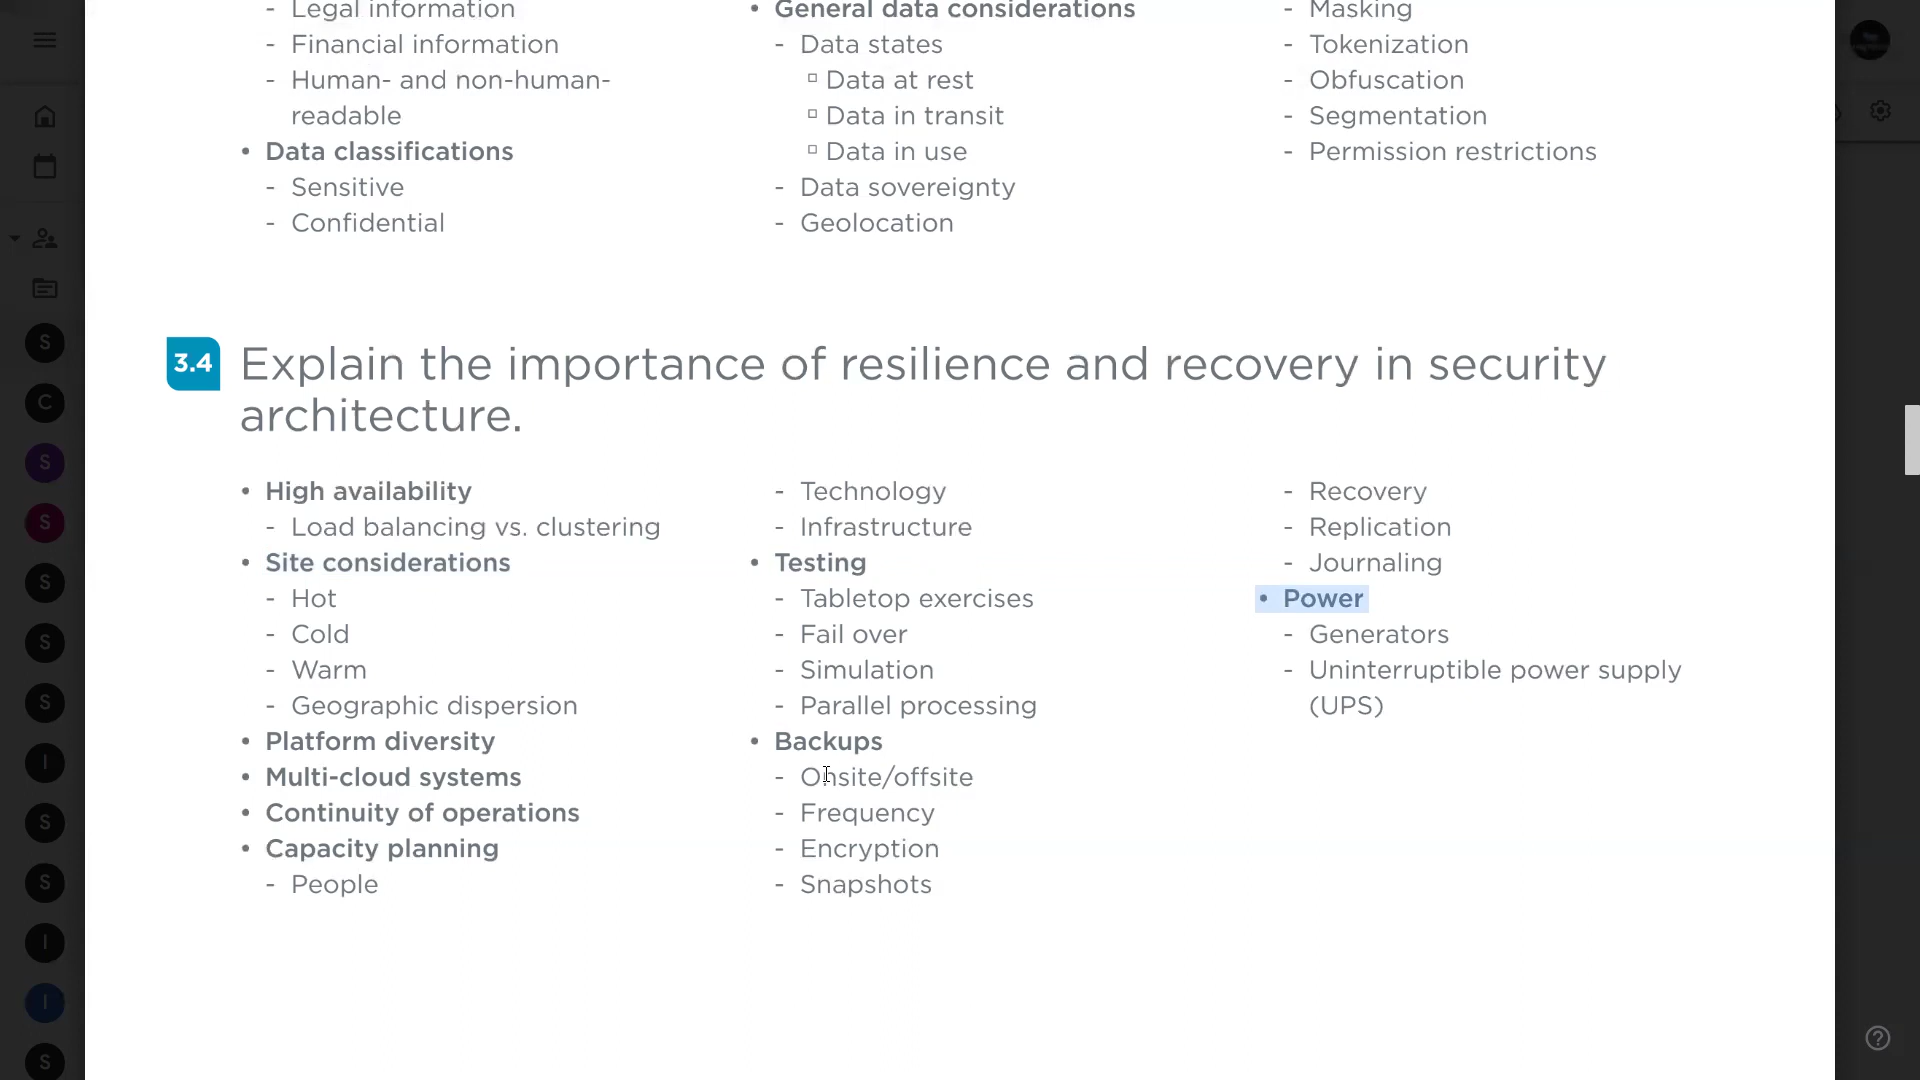 - Legal information
- Financial information
- Human- and non-human-
readable
• Data classifications
- Sensitive
- Confidential
• General data considerations
- Data states
▫ Data at rest
▫ Data in transit
▫ Data in use
- Data sovereignty
- Geolocation
- Masking
- Tokenization
- Obfuscation
- Segmentation
- Permission restrictions
3.4 Explain the importance of resilience and recovery in security
architecture.
• High availability
- Load balancing vs. clustering
• Site considerations
- Hot
- Cold
- Warm
- Geographic dispersion
• Platform diversity
• Multi-cloud systems
• Continuity of operations
• Capacity planning
- People
- Technology
- Infrastructure
• Testing
- Tabletop exercises
- Fail over
- Simulation
- Parallel processing
• Backups
- Onsite/offsite
- Frequency
- Encryption
- Snapshots
- Recovery
- Replication
- Journaling
• Power
- Generators
- Uninterruptible power supply
(UPS)
S
C
S
S
S
S
S
I
S
S
I
I
S